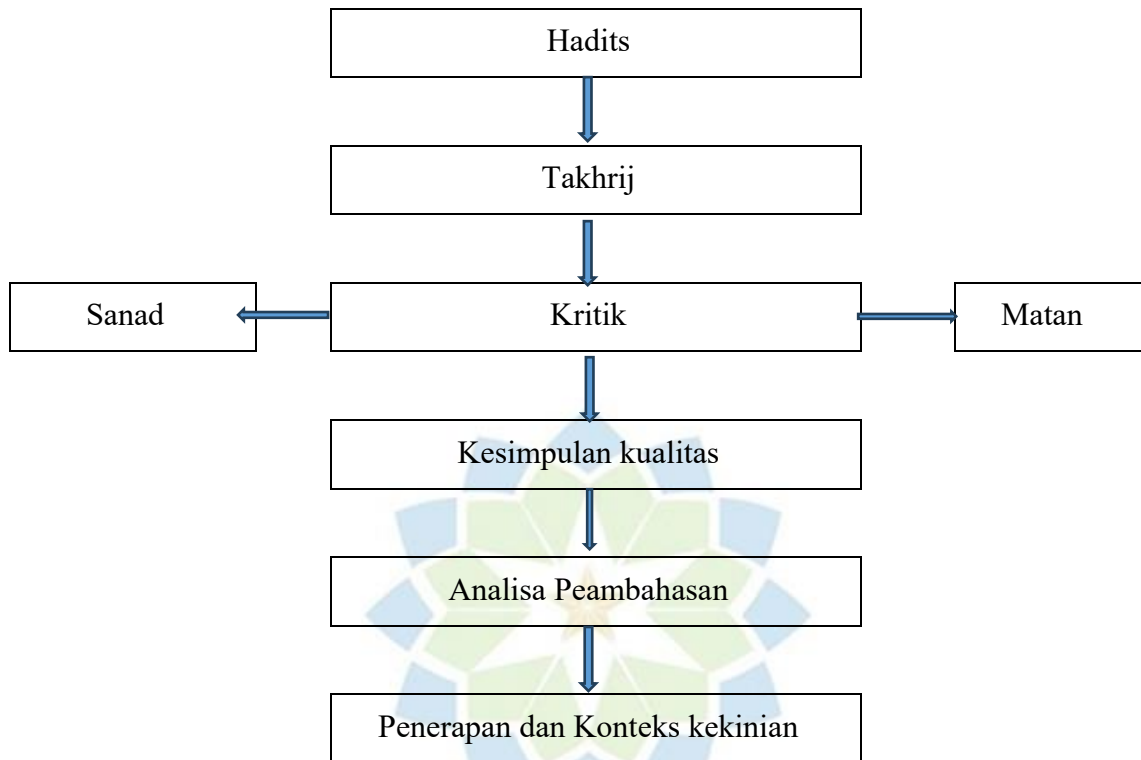 Hadits
Takhrij
Sanad
Kritik
Matan
Kesimpulan kualitas
Analisa Peambahasan
Penerapan dan Konteks kekinian